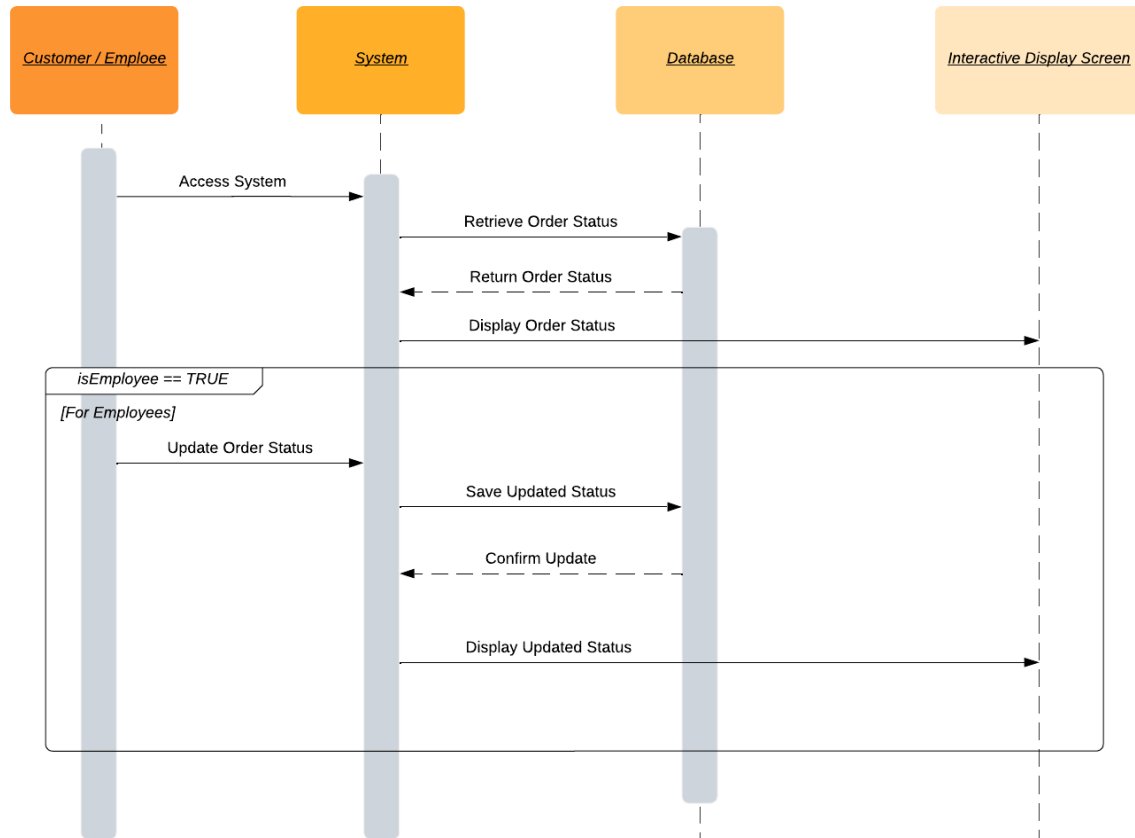 Customer / Emploee
System
Database
Interactive Display Screen
Access System
Retrieve Order Status
Return Order Status
Display Order Status
isEmployee == TRUE
[For Employees]
Update Order Status
Save Updated Status
Confirm Update
Display Updated Status